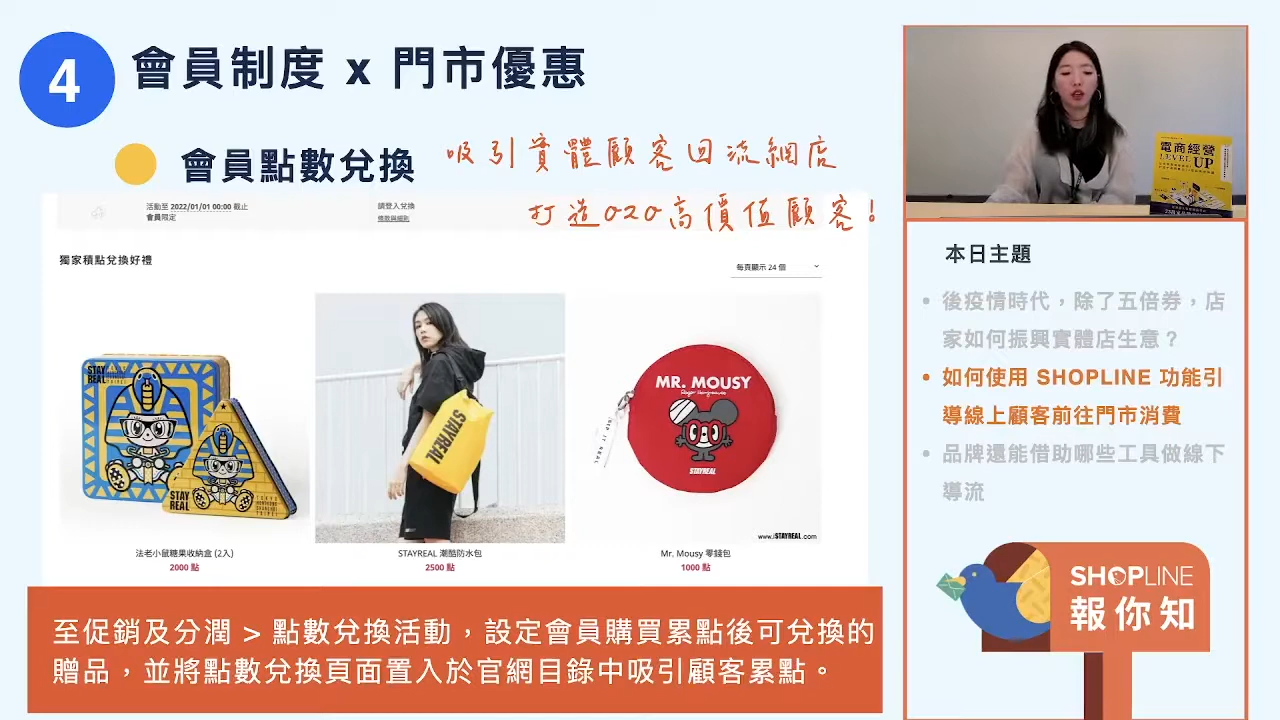 4
會員制度 x 門市優惠
會員點數兌換
吸引實體顧客回流網店
打造O2O高價值顧客!
活動至 2022/01/01 00:00 截止
會員限定
請登入兌換
條款與細則
獨家積點兌換好禮
每頁顯示 24 個
STAY
REAL
STAY
REAL
STAYREAL
MR. MOUSY
STAYREAL
www.iSTAYREAL.com
法老小鼠糖果收納盒 (2入)
2000 點
STAYREAL 潮酷防水包
2500 點
Mr. Mousy 零錢包
1000 點
至促銷及分潤 > 點數兌換活動，設定會員購買累點後可兌換的
贈品，並將點數兌換頁面置入於官網目錄中吸引顧客累點。
電商經營
LEVEL UP
本日主題
• 後疫情時代，除了五倍券，店
家如何振興實體店生意？
• 如何使用 SHOPLINE 功能引
導線上顧客前往門市消費
• 品牌還能借助哪些工具做線下
導流
SHOPLINE
報你知